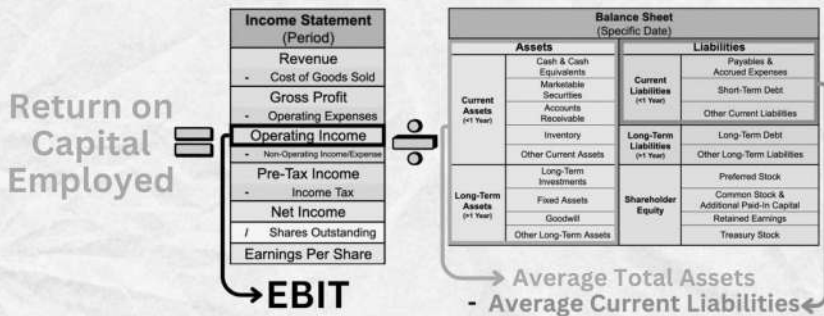 Return on
Capital
Employed
=
Income Statement
(Period)
Revenue
- Cost of Goods Sold
Gross Profit
- Operating Expenses
Operating Income
- Non-Operating Income/Expense
Pre-Tax Income
- Income Tax
Net Income
/ Shares Outstanding
Earnings Per Share
EBIT
÷
Balance Sheet
(Specific Date)
Assets
Current
Assets
(<1 Year)
Cash & Cash
Equivalents
Marketable
Securities
Accounts
Receivable
Inventory
Other Current Assets
Long-Term
Assets
(>1 Year)
Long-Term
Investments
Fixed Assets
Goodwill
Other Long-Term Assets
Liabilities
Current
Liabilities
(<1 Year)
Payables &
Accrued Expenses
Short-Term Debt
Other Current Liabilities
Long-Term
Liabilities
(>1 Year)
Long-Term Debt
Other Long-Term Liabilities
Shareholder
Equity
Preferred Stock
Common Stock &
Additional Paid-In Capital
Retained Earnings
Treasury Stock
Average Total Assets
- Average Current Liabilities